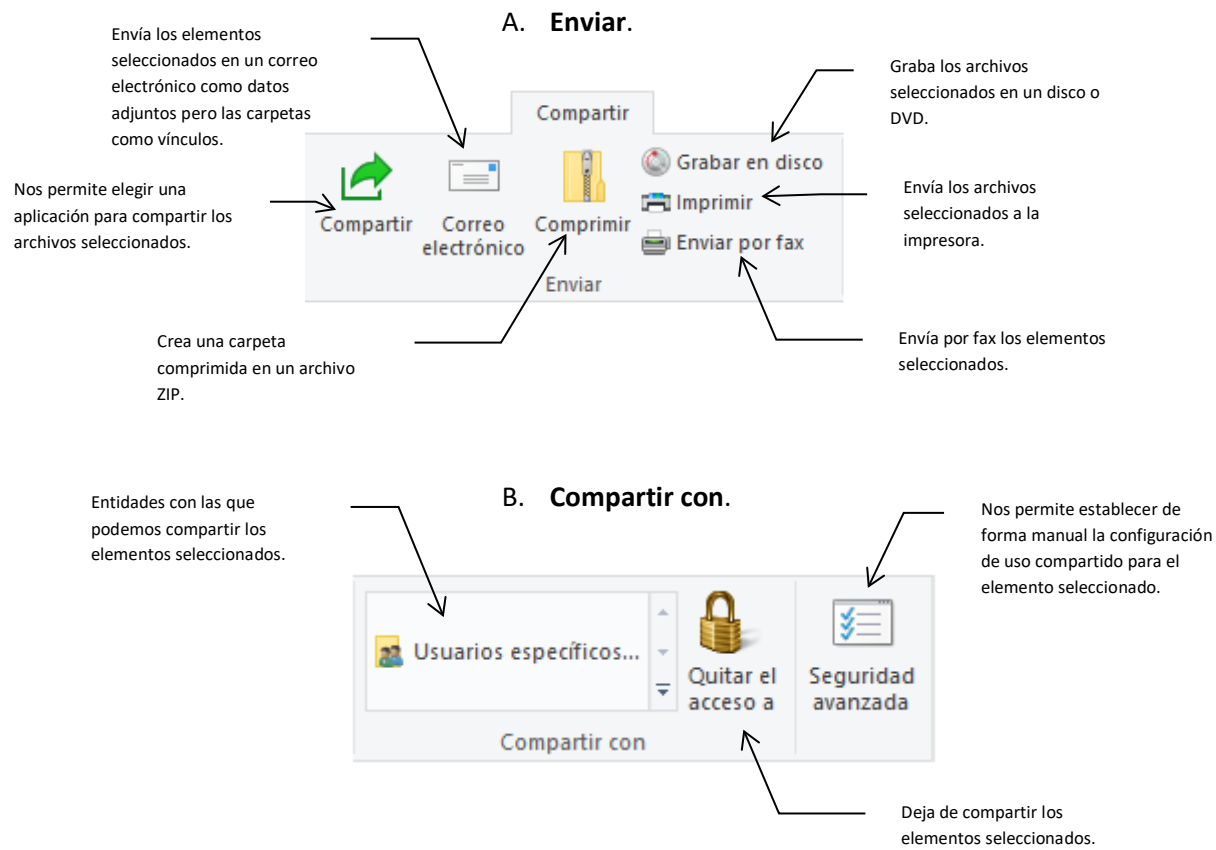 A. Enviar.
Envía los elementos
seleccionados en un correo
electrónico como datos
adjuntos pero las carpetas
como vínculos.
Graba los archivos
seleccionados en un disco o
DVD.
Nos permite elegir una
aplicación para compartir los
archivos seleccionados.
Compartir
Compartir
Correo
electrónico
Comprimir
Grabar en disco
Imprimir
Enviar por fax
Enviar
Envía los archivos
seleccionados a la
impresora.
Crea una carpeta
comprimida en un archivo
ZIP.
Envía por fax los elementos
seleccionados.
B. Compartir con.
Entidades con las que
podemos compartir los
elementos seleccionados.
Nos permite establecer de
forma manual la configuración
de uso compartido para el
elemento seleccionado.
Usuarios específicos...
Quitar el
acceso a
Seguridad
avanzada
Compartir con
Deja de compartir los
elementos seleccionados.